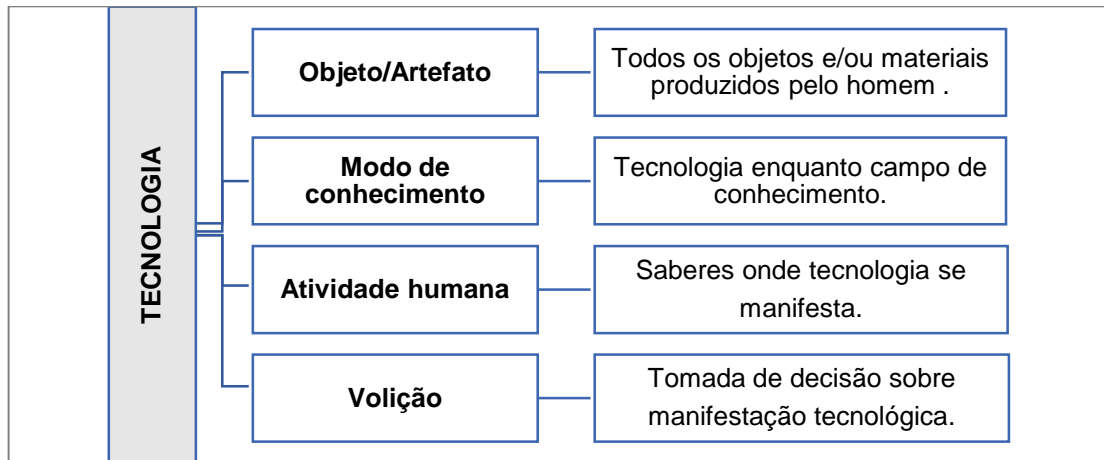 TECNOLOGIA
Objeto/Artefato
Todos os objetos e/ou materiais
produzidos pelo homem .
Modo de
conhecimento
Tecnologia enquanto campo de
conhecimento.
Atividade humana
Saberes onde tecnologia se
manifesta.
Volição
Tomada de decisão sobre
manifestação tecnológica.